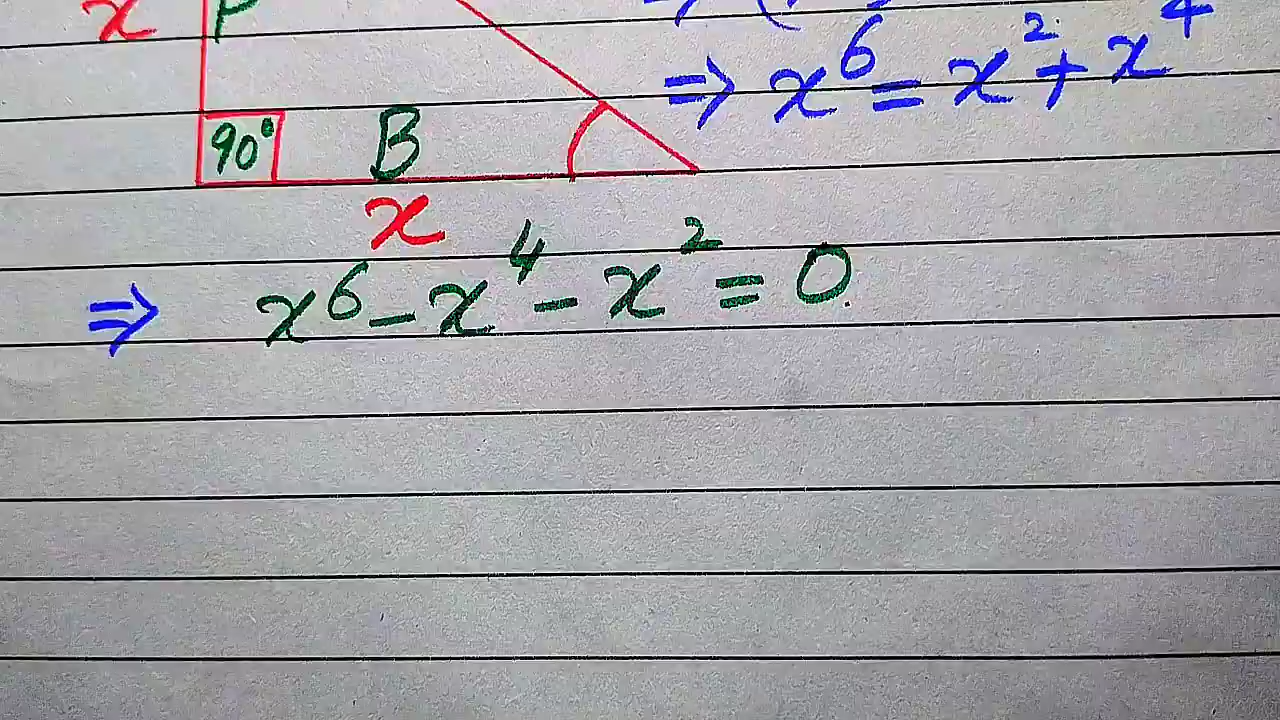 x P
⇒ x⁶ = x² + x⁴
90° B
x
⇒ x⁶ - x⁴ - x² = 0